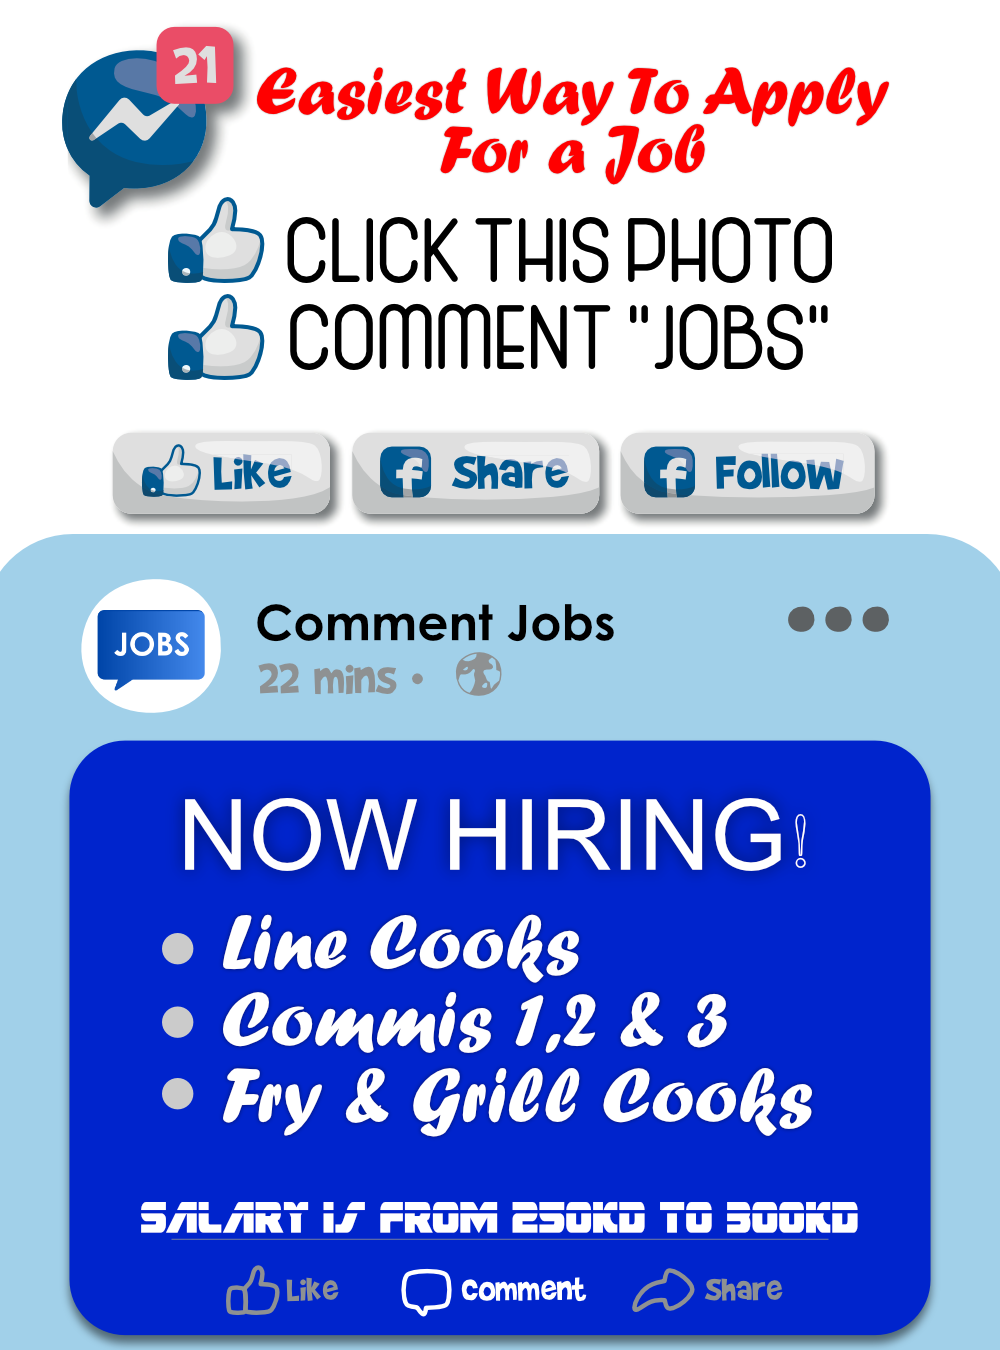 21
Easiest Way To Apply
For a Job
CLICK THIS PHOTO
COMMENT "JOBS"
Like
Share
Follow
JOBS
Comment Jobs
22 mins •
NOW HIRING!
Line Cooks
Commis 1,2 & 3
Fry & Grill Cooks
SALARY IS FROM 250KD TO 300KD
Like
Comment
Share